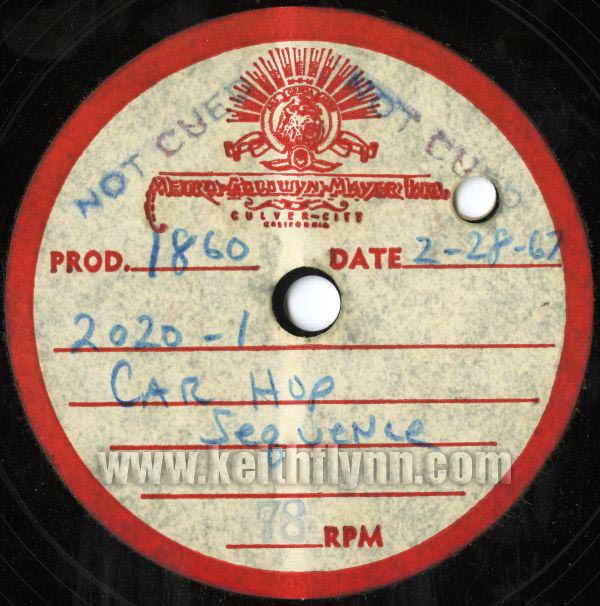 NOT CUED NOT CUED
METRO-GOLDWYN-MAYER INC.
CULVER-CITY
CALIFORNIA
PROD. 1860 DATE 2-28-67
2020-1
CAR HOP
SEQUENCE
www.keithflynn.com
78 RPM